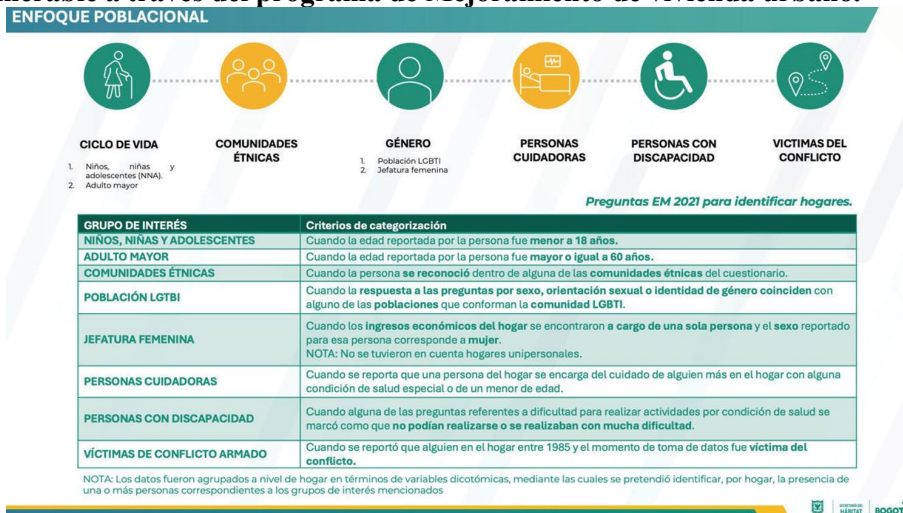 nerable a través del programa de Mejoramiento de vivienda urbano.
ENFOQUE POBLACIONAL
CICLO DE VIDA
1. Niños, niñas y
adolescentes (NNA).
2. Adulto mayor
COMUNIDADES
ÉTNICAS
GÉNERO
1. Población LGBTI
2. Jefatura femenina
PERSONAS
CUIDADORAS
PERSONAS CON
DISCAPACIDAD
VICTIMAS DEL
CONFLICTO
Preguntas EM 2021 para identificar hogares.
GRUPO DE INTERÉS Criterios de categorización
NIÑOS, NIÑAS Y ADOLESCENTES Cuando la edad reportada por la persona fue menor a 18 años.
ADULTO MAYOR Cuando la edad reportada por la persona fue mayor o igual a 60 años.
COMUNIDADES ÉTNICAS Cuando la persona se reconoció dentro de alguna de las comunidades étnicas del cuestionario.
POBLACIÓN LGTBI Cuando la respuesta a las preguntas por sexo, orientación sexual o identidad de género coinciden con
alguno de las poblaciones que conforman la comunidad LGBTI.
JEFATURA FEMENINA Cuando los ingresos económicos del hogar se encontraron a cargo de una sola persona y el sexo reportado
para esa persona corresponde a mujer.
NOTA: No se tuvieron en cuenta hogares unipersonales.
PERSONAS CUIDADORAS Cuando se reporta que una persona del hogar se encarga del cuidado de alguien más en el hogar con alguna
condición de salud especial o de un menor de edad.
PERSONAS CON DISCAPACIDAD Cuando alguna de las preguntas referentes a dificultad para realizar actividades por condición de salud se
marcó como que no podían realizarse o se realizaban con mucha dificultad.
VÍCTIMAS DE CONFLICTO ARMADO Cuando se reportó que alguien en el hogar entre 1985 y el momento de toma de datos fue víctima del
conflicto.
NOTA: Los datos fueron agrupados a nivel de hogar en términos de variables dicotómicas, mediante las cuales se pretendió identificar, por hogar, la presencia de
una o más personas correspondientes a los grupos de interés mencionados
HÁBITAT
BOGOT